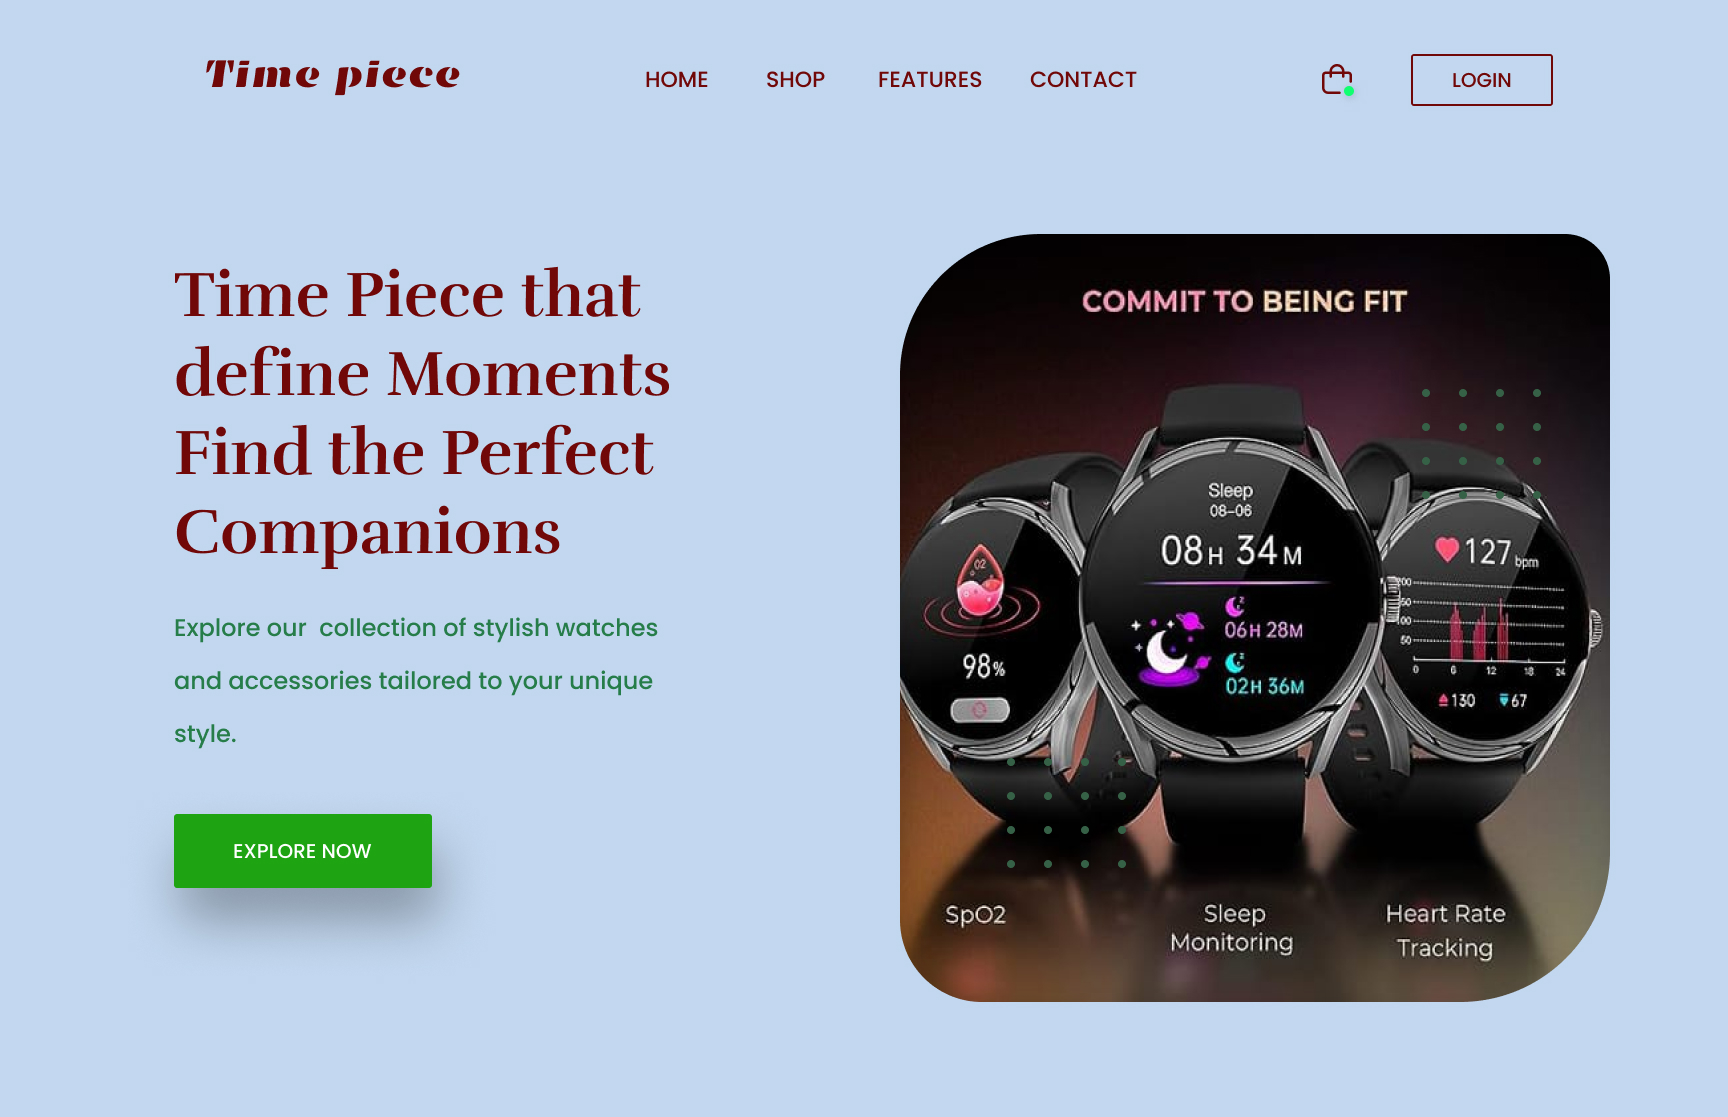 Time piece
HOME SHOP FEATURES CONTACT
LOGIN
Time Piece that
define Moments
Find the Perfect
Companions
Explore our collection of stylish watches
and accessories tailored to your unique
style.
EXPLORE NOW
COMMIT TO BEING FIT
02
98%
Sleep
08-06
08H 34M
06H 28M
02H 36M
127 bpm
200
150
100
50
0 6 12 18 24
130 67
SpO2
Sleep
Monitoring
Heart Rate
Tracking